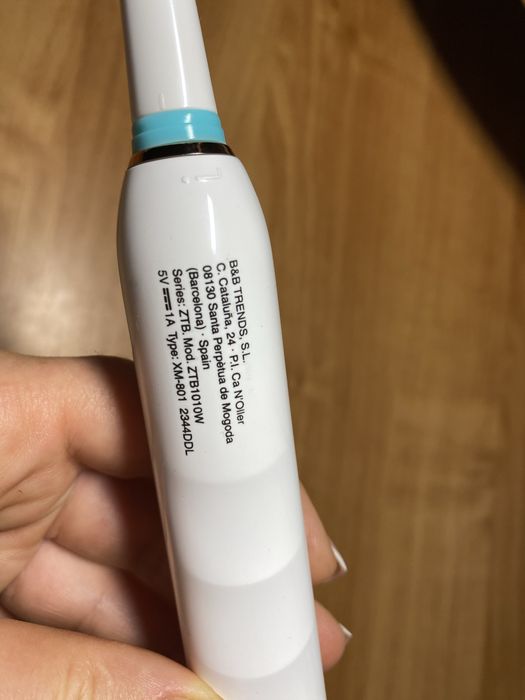 B&B TRENDS, S.L.
C. Cataluña, 24 · P.I. Ca N'Oller
08130 Santa Perpètua de Mogoda
(Barcelona) · Spain
Series: ZTB. Mod. ZTB1010W
5V ⎓ 1A Type: XM-801 2344DDL